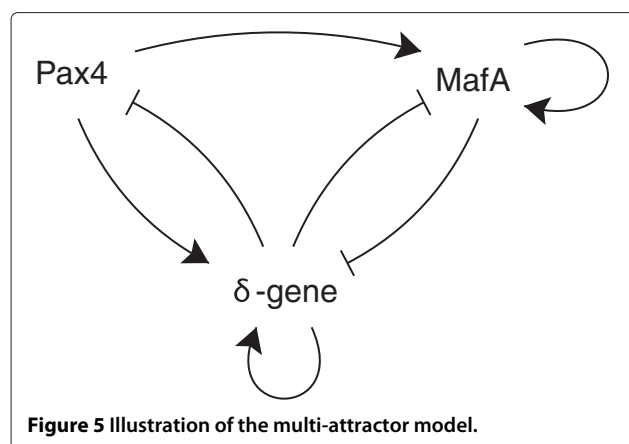 Pax4
MafA
δ-gene
Figure 5 Illustration of the multi-attractor model.